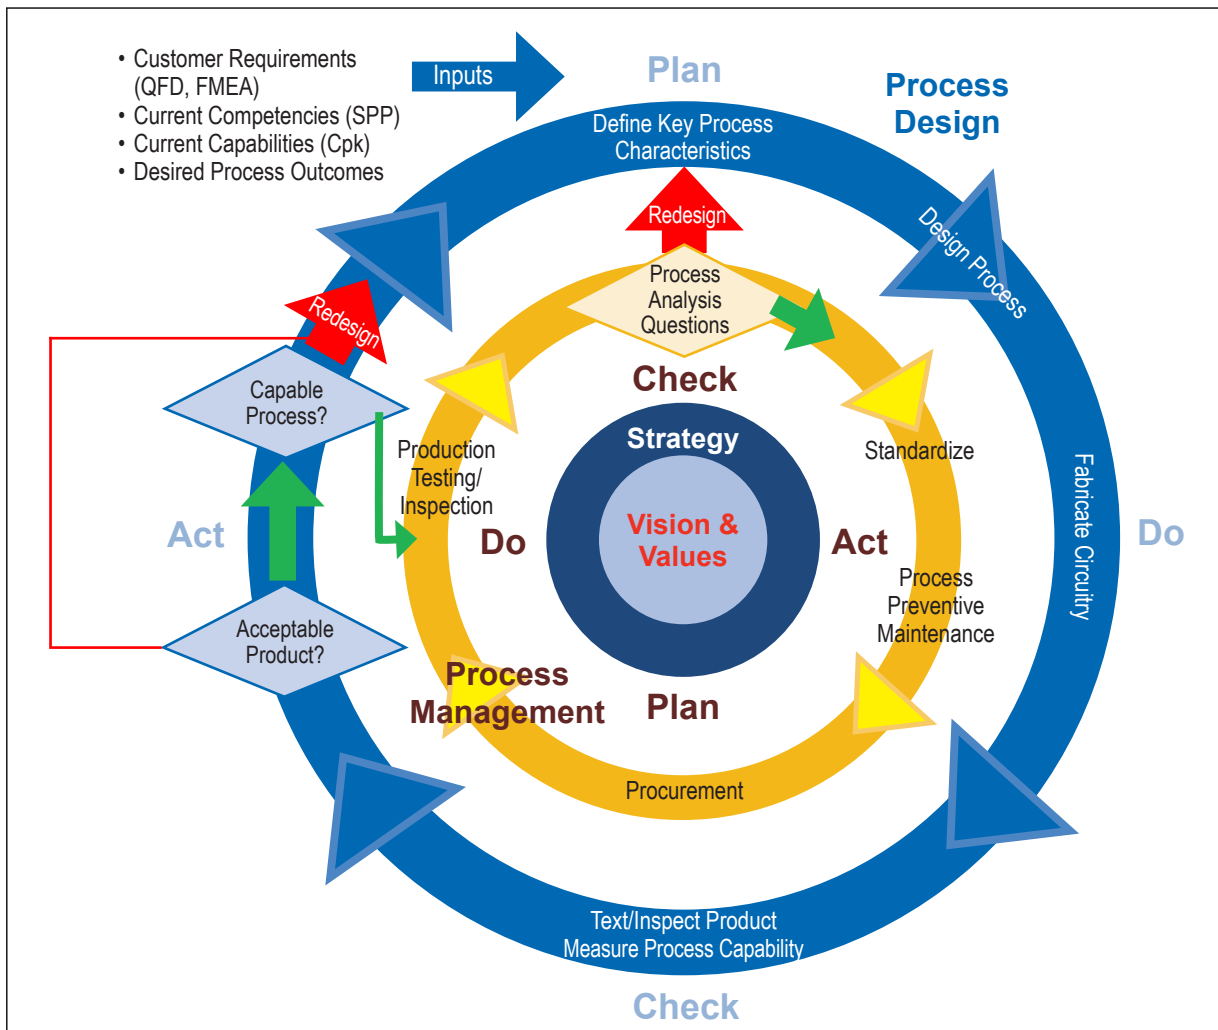 • Customer Requirements
(QFD, FMEA)
• Current Competencies (SPP)
• Current Capabilities (Cpk)
• Desired Process Outcomes
Inputs
Plan
Process
Design
Define Key Process
Characteristics
Redesign
Design Process
Process
Analysis
Questions
Redesign
Capable
Process?
Check
Strategy
Standardize
Production
Testing/
Inspection
Fabricate Circuitry
Act
Do
Vision &
Values
Act
Do
Process
Preventive
Maintenance
Acceptable
Product?
Process
Management
Plan
Procurement
Text/Inspect Product
Measure Process Capability
Check